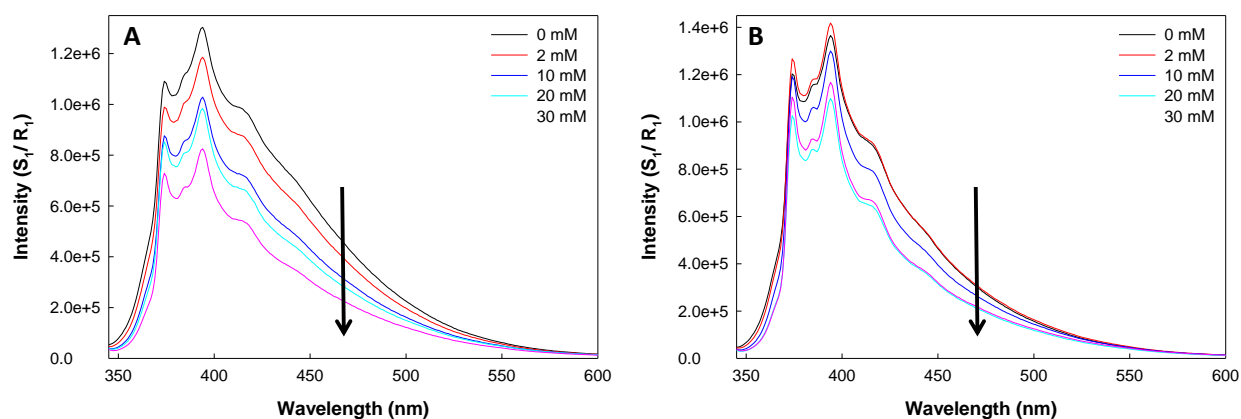 A
0 mM
2 mM
10 mM
20 mM
30 mM
1.2e+6
1.0e+6
8.0e+5
6.0e+5
4.0e+5
2.0e+5
0.0
Intensity (S1/ R1)
350 400 450 500 550 600
Wavelength (nm)
B
0 mM
2 mM
10 mM
20 mM
30 mM
1.4e+6
1.2e+6
1.0e+6
8.0e+5
6.0e+5
4.0e+5
2.0e+5
0.0
Intensity (S1/ R1)
350 400 450 500 550 600
Wavelength (nm)